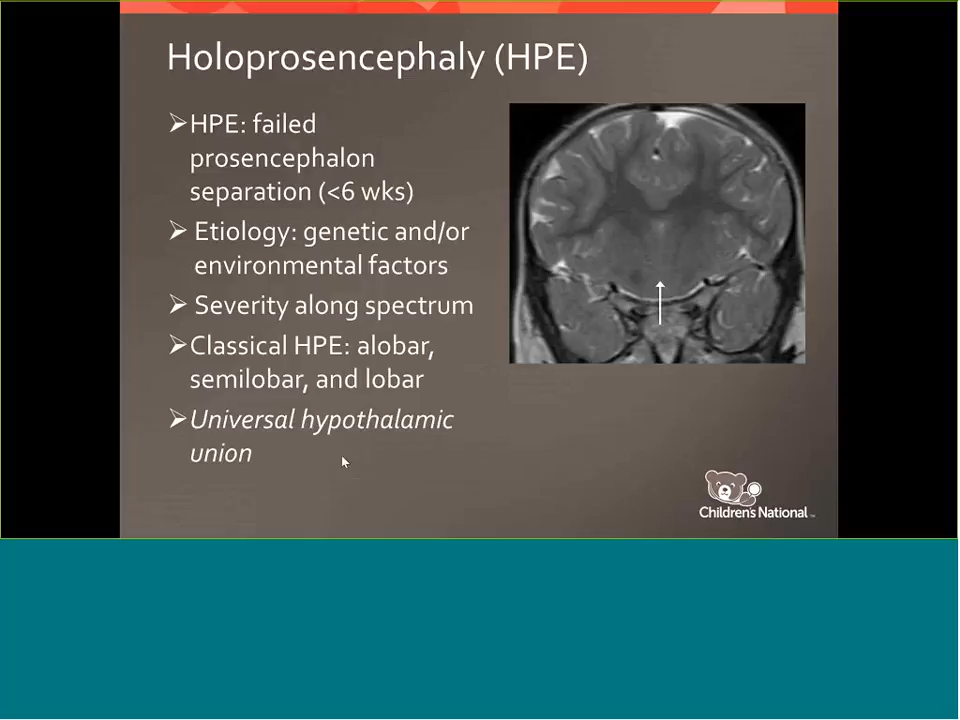 Holoprosencephaly (HPE)
➢HPE: failed
prosencephalon
separation (<6 wks)
➢ Etiology: genetic and/or
environmental factors
➢ Severity along spectrum
➢Classical HPE: alobar,
semilobar, and lobar
➢Universal hypothalamic
union
Children's National